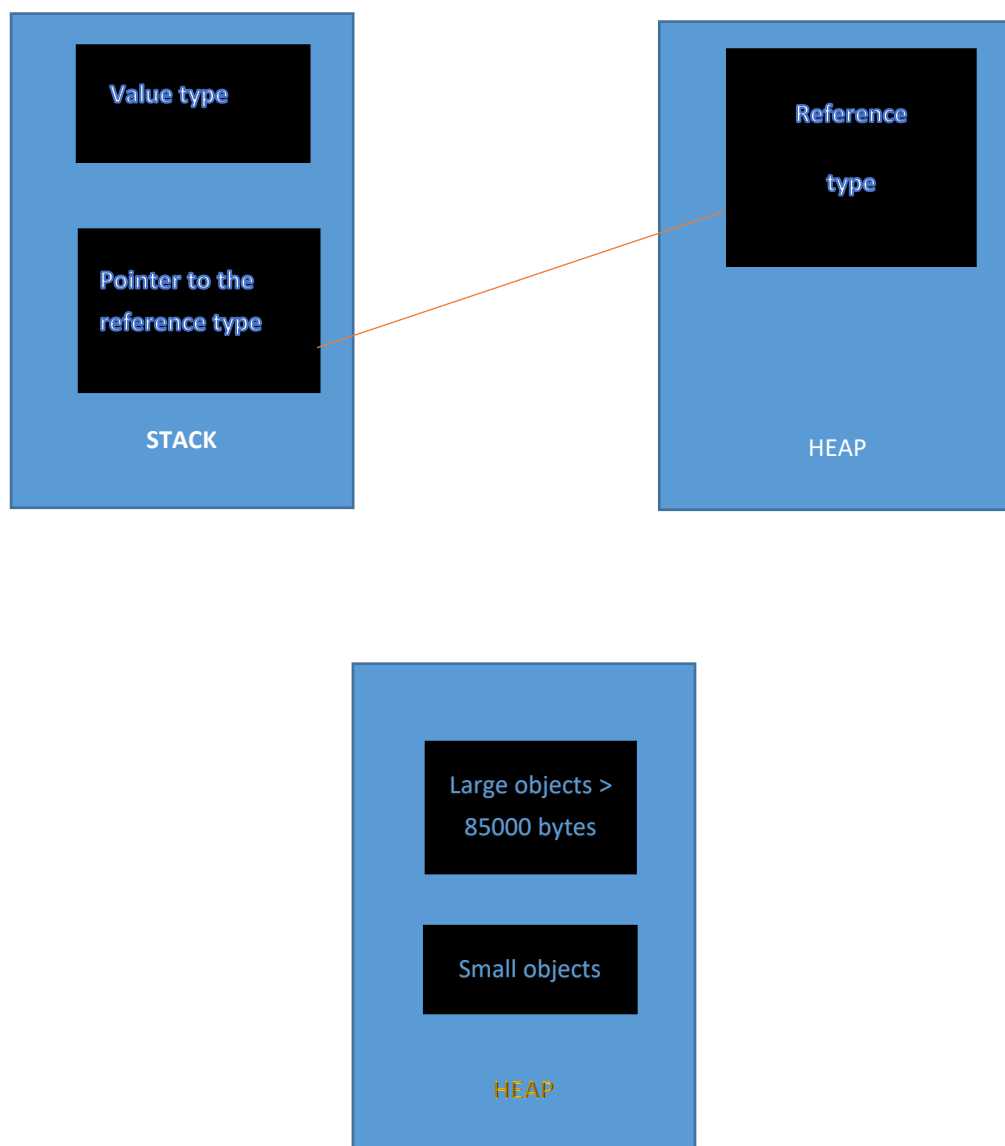 Value type
Pointer to the
reference type
STACK
Reference
type
HEAP
Large objects >
85000 bytes
Small objects
HEAP